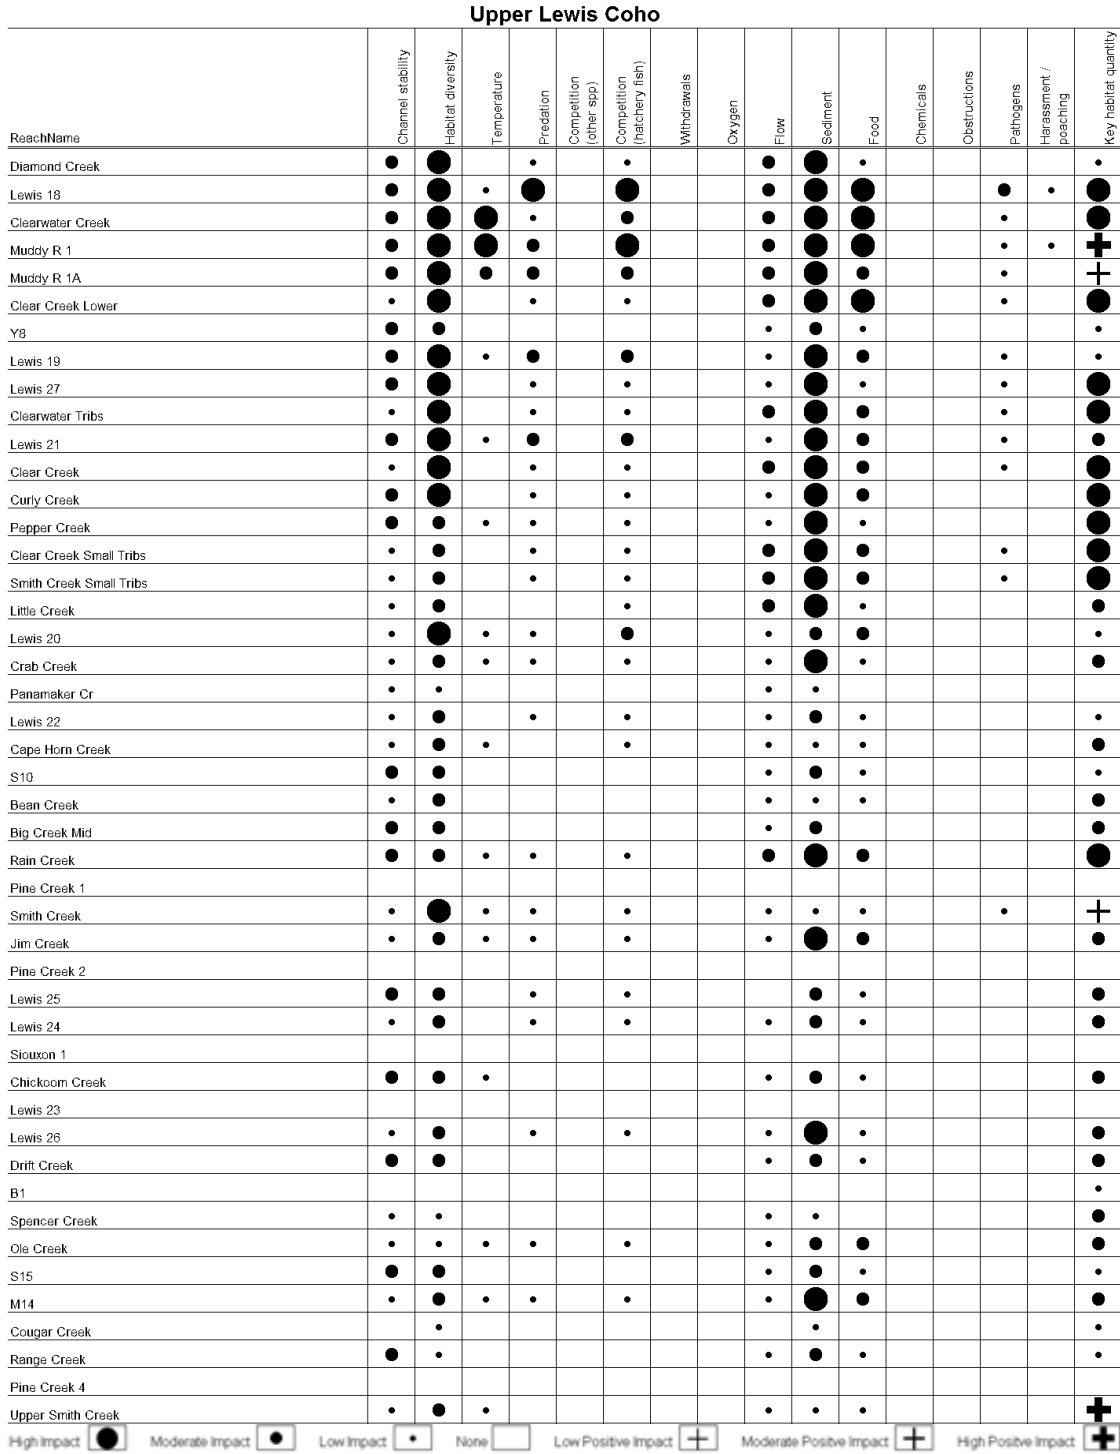 Upper Lewis Coho
ReachName
Channel stability
Habitat diversity
Temperature
Predation
Competition
(other spp)
Competition
(hatchery fish)
Withdrawals
Oxygen
Flow
Sediment
Food
Chemicals
Obstructions
Pathogens
Harassment /
poaching
Key habitat quantity
Diamond Creek
Lewis 18
Clearwater Creek
Muddy R 1
Muddy R 1A
Clear Creek Lower
Y8
Lewis 19
Lewis 27
Clearwater Tribs
Lewis 21
Clear Creek
Curly Creek
Pepper Creek
Clear Creek Small Tribs
Smith Creek Small Tribs
Little Creek
Lewis 20
Crab Creek
Panamaker Cr
Lewis 22
Cape Horn Creek
S10
Bean Creek
Big Creek Mid
Rain Creek
Pine Creek 1
Smith Creek
Jim Creek
Pine Creek 2
Lewis 25
Lewis 24
Siouxon 1
Chickoom Creek
Lewis 23
Lewis 26
Drift Creek
B1
Spencer Creek
Ole Creek
S15
M14
Cougar Creek
Range Creek
Pine Creek 4
Upper Smith Creek
High Impact Moderate Impact Low Impact None Low Positive Impact Moderate Positve Impact High Positve Impact